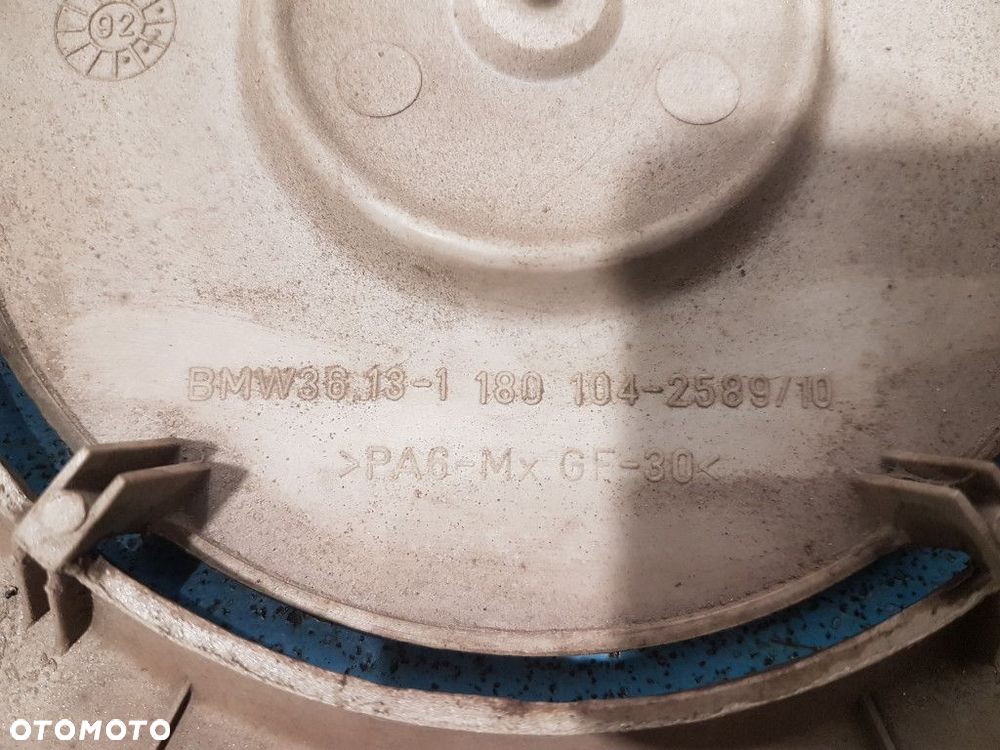 92
BMW36.13-1 180 104-2589/10
>PA6-Mx GF-30<
OTOMOTO